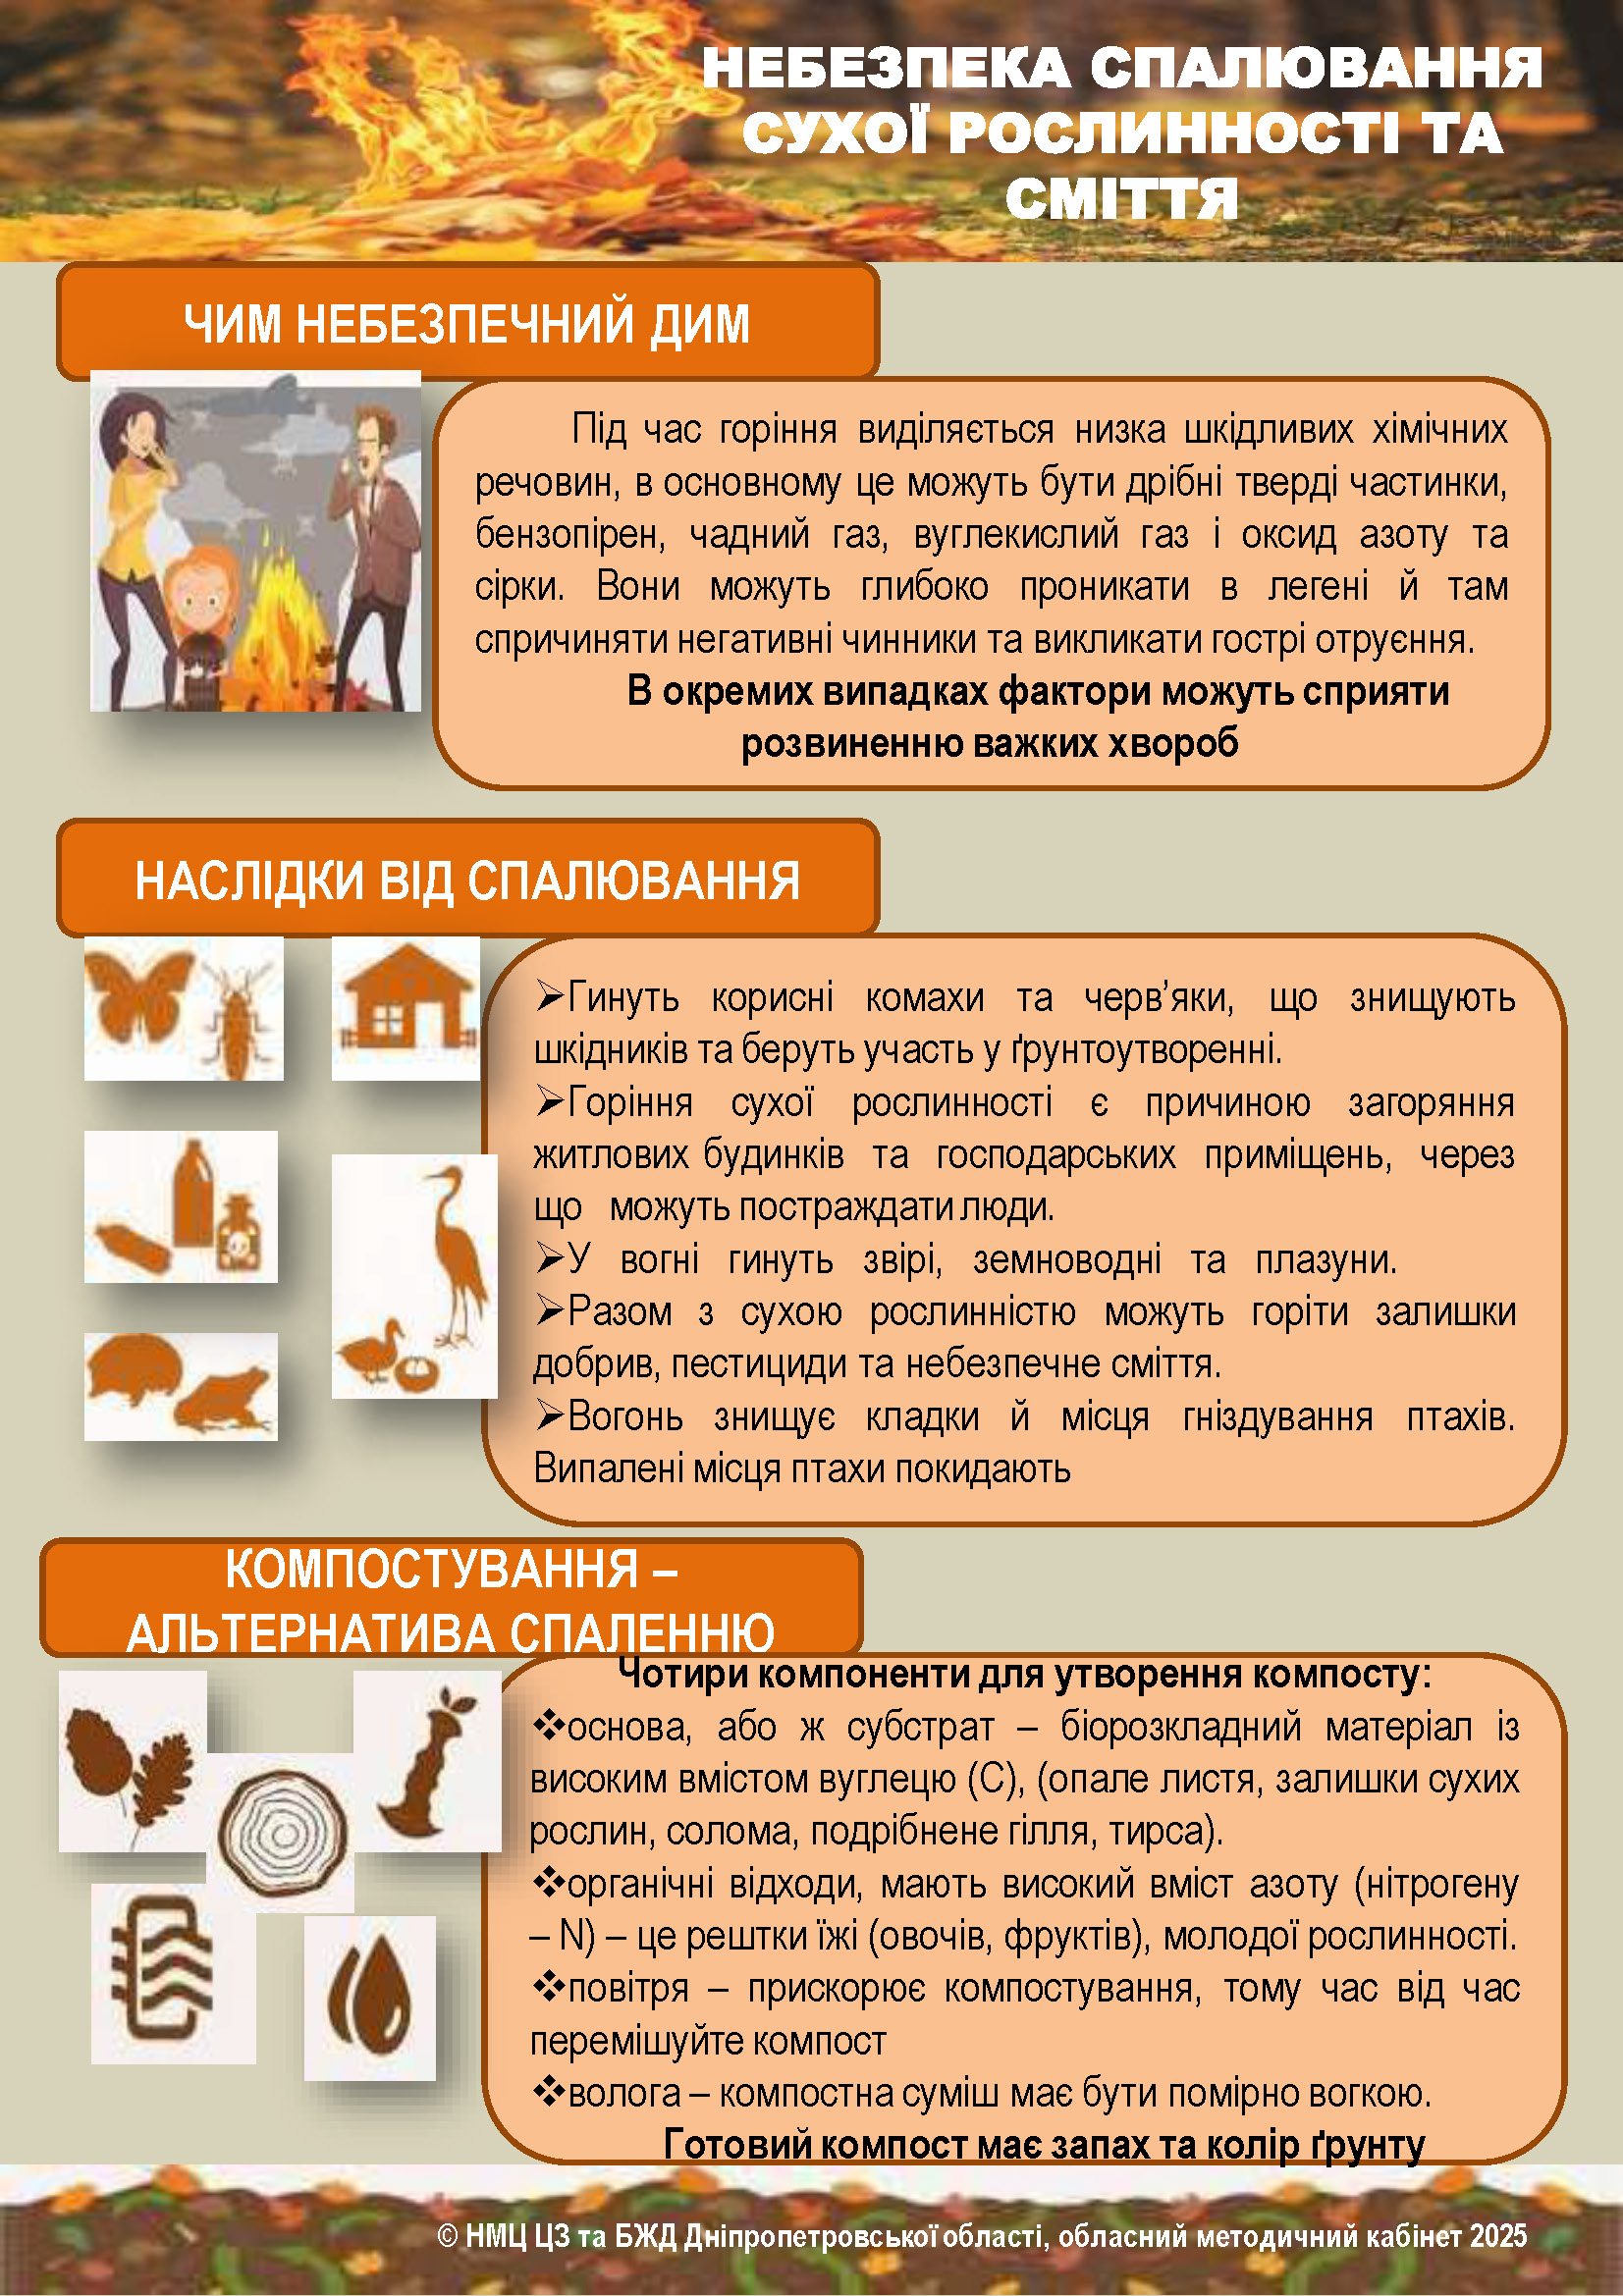 НЕБЕЗПЕКА СПАЛЮВАННЯ
СУХОЇ РОСЛИННОСТІ ТА
СМІТТЯ
ЧИМ НЕБЕЗПЕЧНИЙ ДИМ
Під час горіння виділяється низка шкідливих хімічних
речовин, в основному це можуть бути дрібні тверді частинки,
бензопірен, чадний газ, вуглекислий газ і оксид азоту та
сірки. Вони можуть глибоко проникати в легені й там
спричиняти негативні чинники та викликати гострі отруєння.
В окремих випадках фактори можуть сприяти
розвиненню важких хвороб
НАСЛІДКИ ВІД СПАЛЮВАННЯ
➢Гинуть корисні комахи та черв’яки, що знищують
шкідників та беруть участь у ґрунтоутворенні.
➢Горіння сухої рослинності є причиною загоряння
житлових будинків та господарських приміщень, через
що можуть постраждати люди.
➢У вогні гинуть звірі, земноводні та плазуни.
➢Разом з сухою рослинністю можуть горіти залишки
добрив, пестициди та небезпечне сміття.
➢Вогонь знищує кладки й місця гніздування птахів.
Випалені місця птахи покидають
КОМПОСТУВАННЯ –
АЛЬТЕРНАТИВА СПАЛЕННЮ
Чотири компоненти для утворення компосту:
❖основа, або ж субстрат – біорозкладний матеріал із
високим вмістом вуглецю (С), (опале листя, залишки сухих
рослин, солома, подрібнене гілля, тирса).
❖органічні відходи, мають високий вміст азоту (нітрогену
– N) – це рештки їжі (овочів, фруктів), молодої рослинності.
❖повітря – прискорює компостування, тому час від час
перемішуйте компост
❖волога – компостна суміш має бути помірно вогкою.
Готовий компост має запах та колір ґрунту
© НМЦ ЦЗ та БЖД Дніпропетровської області, обласний методичний кабінет 2025